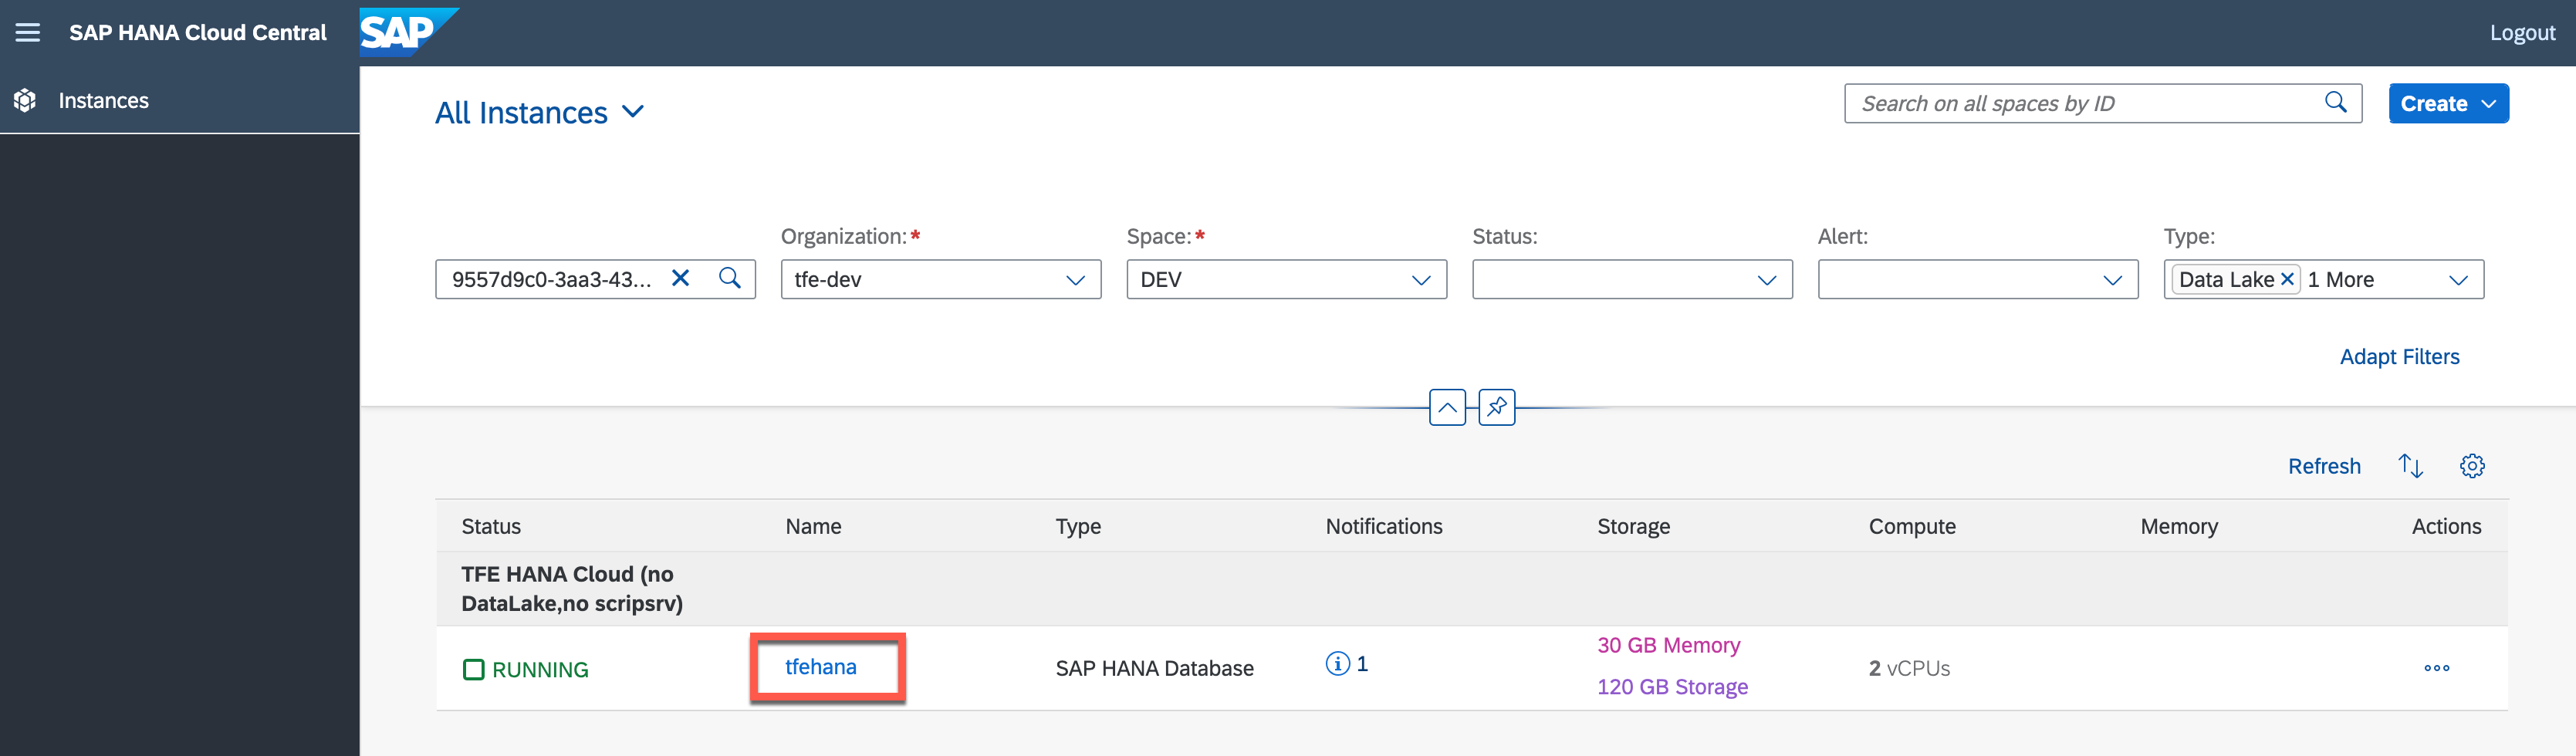 SAP HANA Cloud Central
SAP
Logout
Instances
All Instances
Search on all spaces by ID
Create
Organization:*
Space:*
Status:
Alert:
Type:
9557d9c0-3aa3-43...
tfe-dev
DEV
Data Lake
1 More
Adapt Filters
Refresh
Status Name Type Notifications Storage Compute Memory Actions
TFE HANA Cloud (no
DataLake,no scripsrv)
RUNNING
tfehana
SAP HANA Database
1
30 GB Memory
120 GB Storage
2 vCPUs